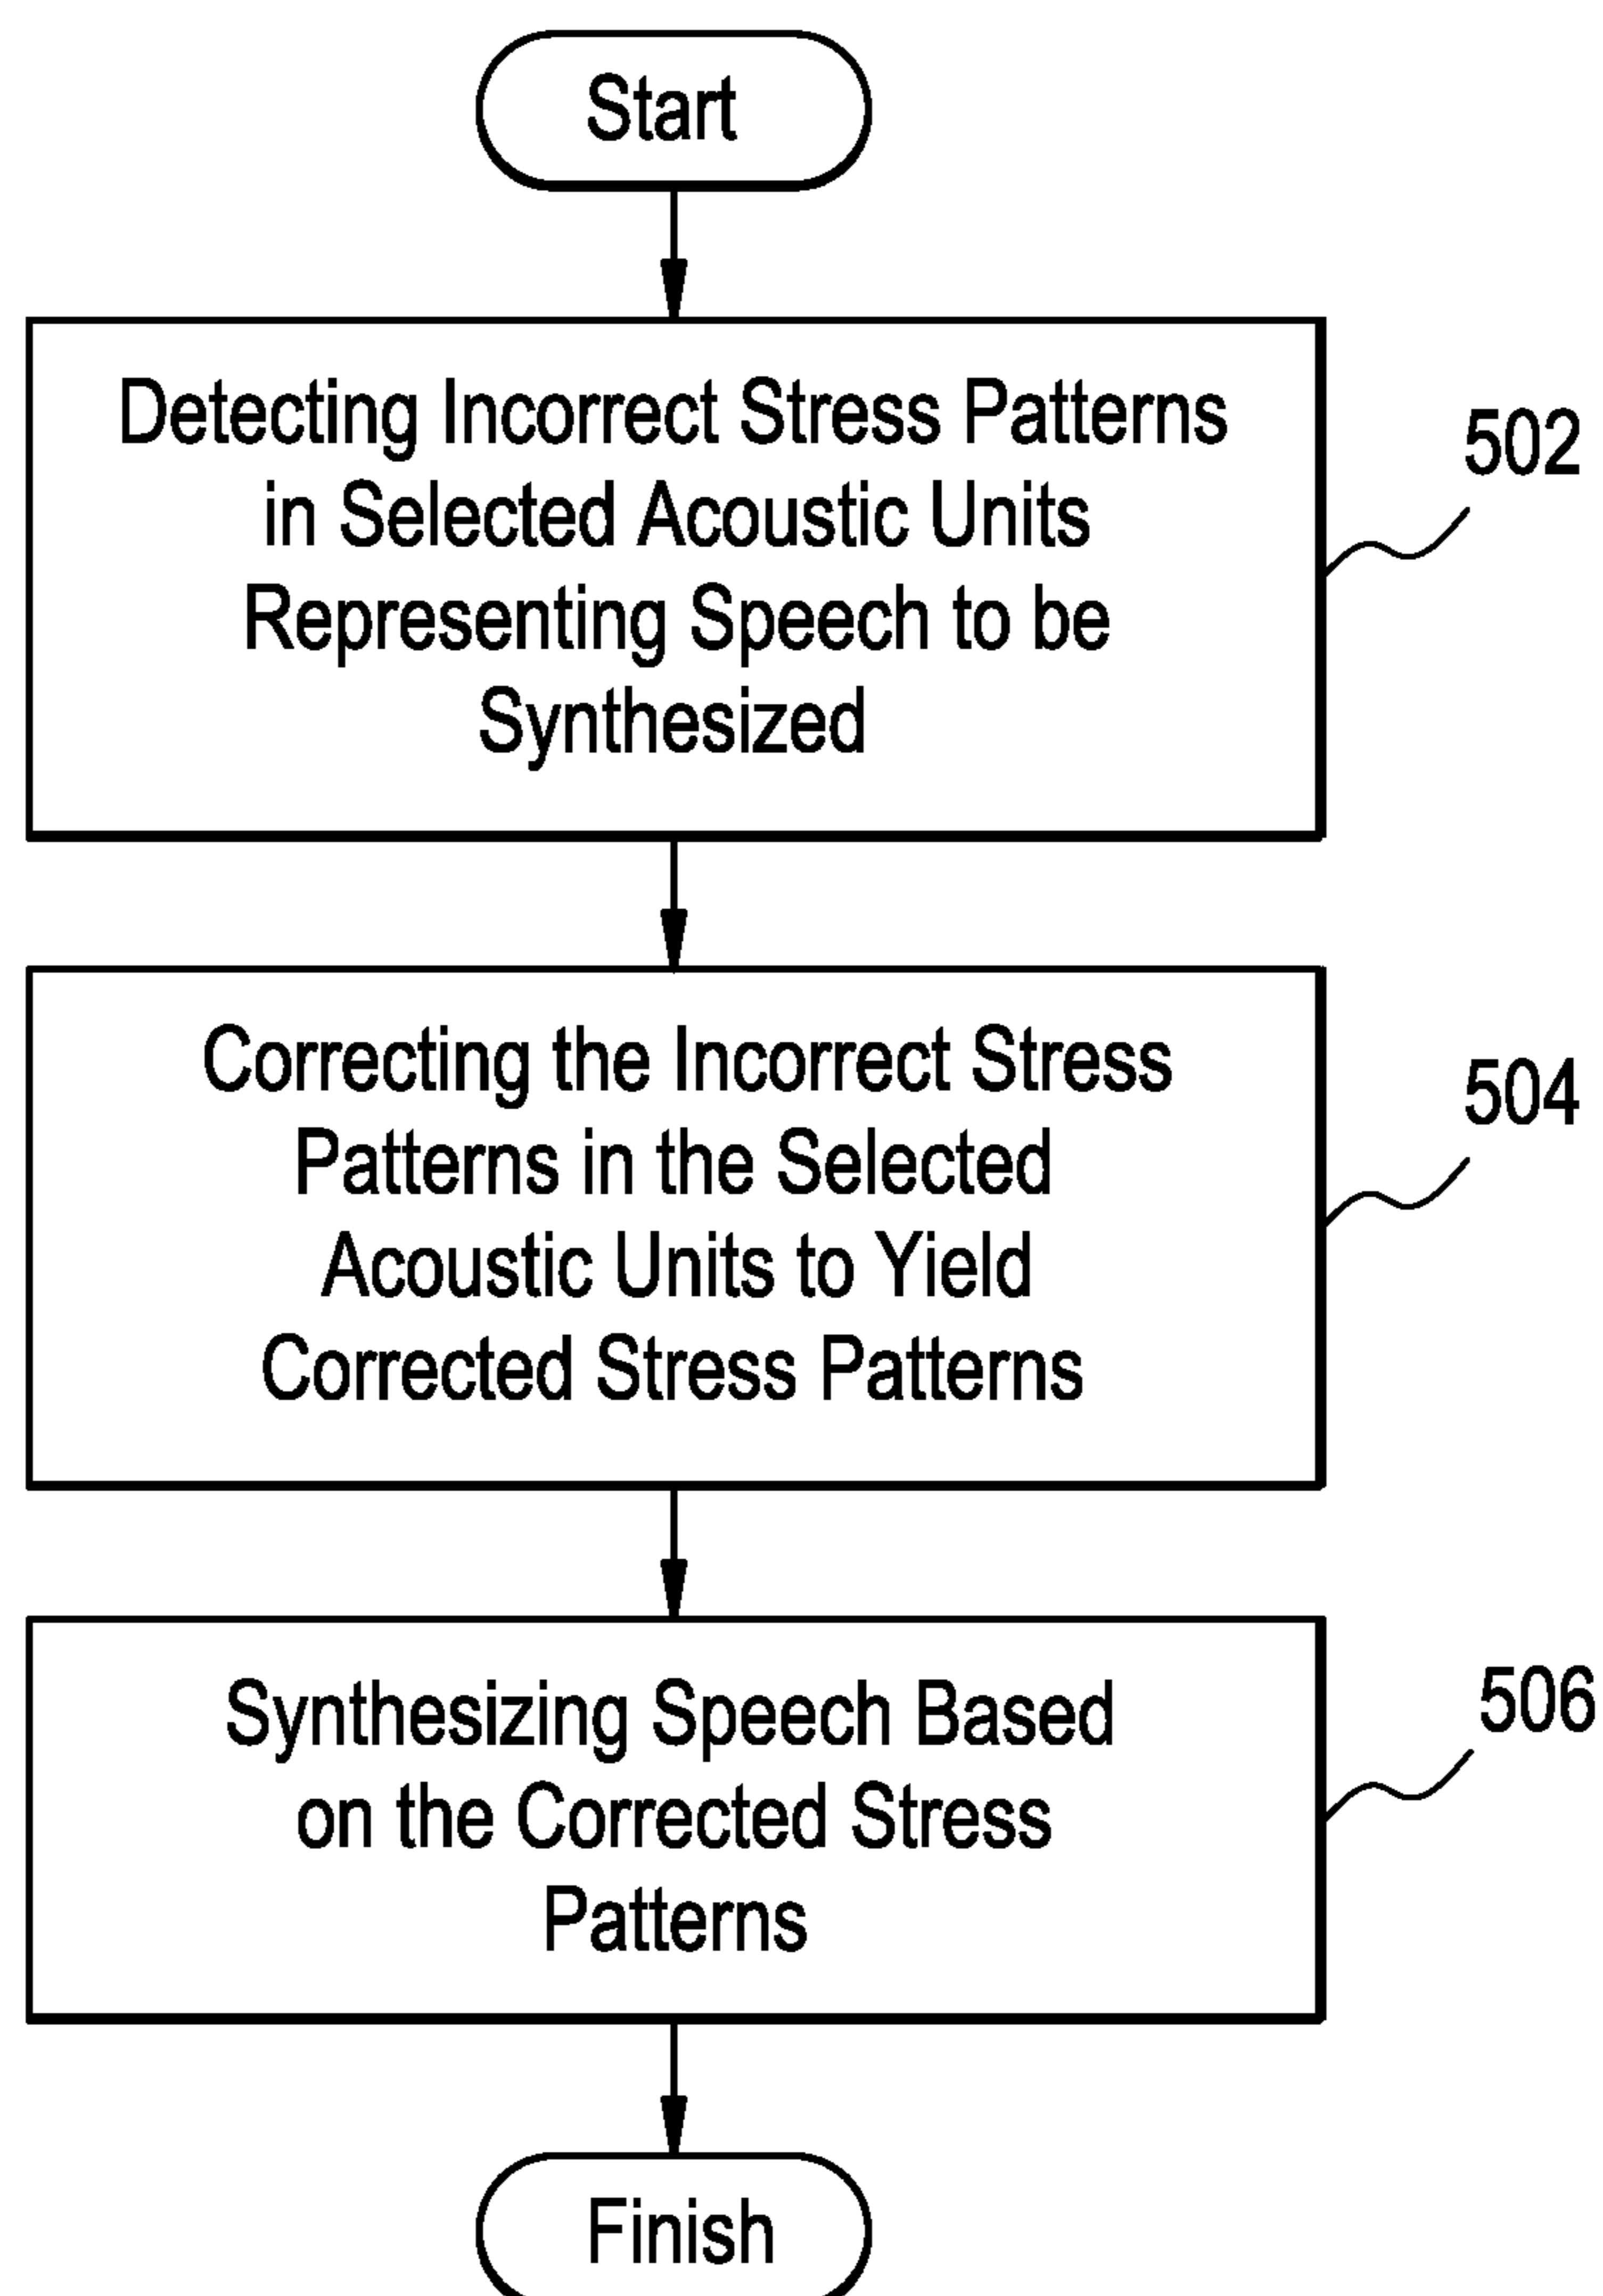 Start
Detecting Incorrect Stress Patterns
in Selected Acoustic Units
Representing Speech to be
Synthesized
502
Correcting the Incorrect Stress
Patterns in the Selected
Acoustic Units to Yield
Corrected Stress Patterns
504
Synthesizing Speech Based
on the Corrected Stress
Patterns
506
Finish